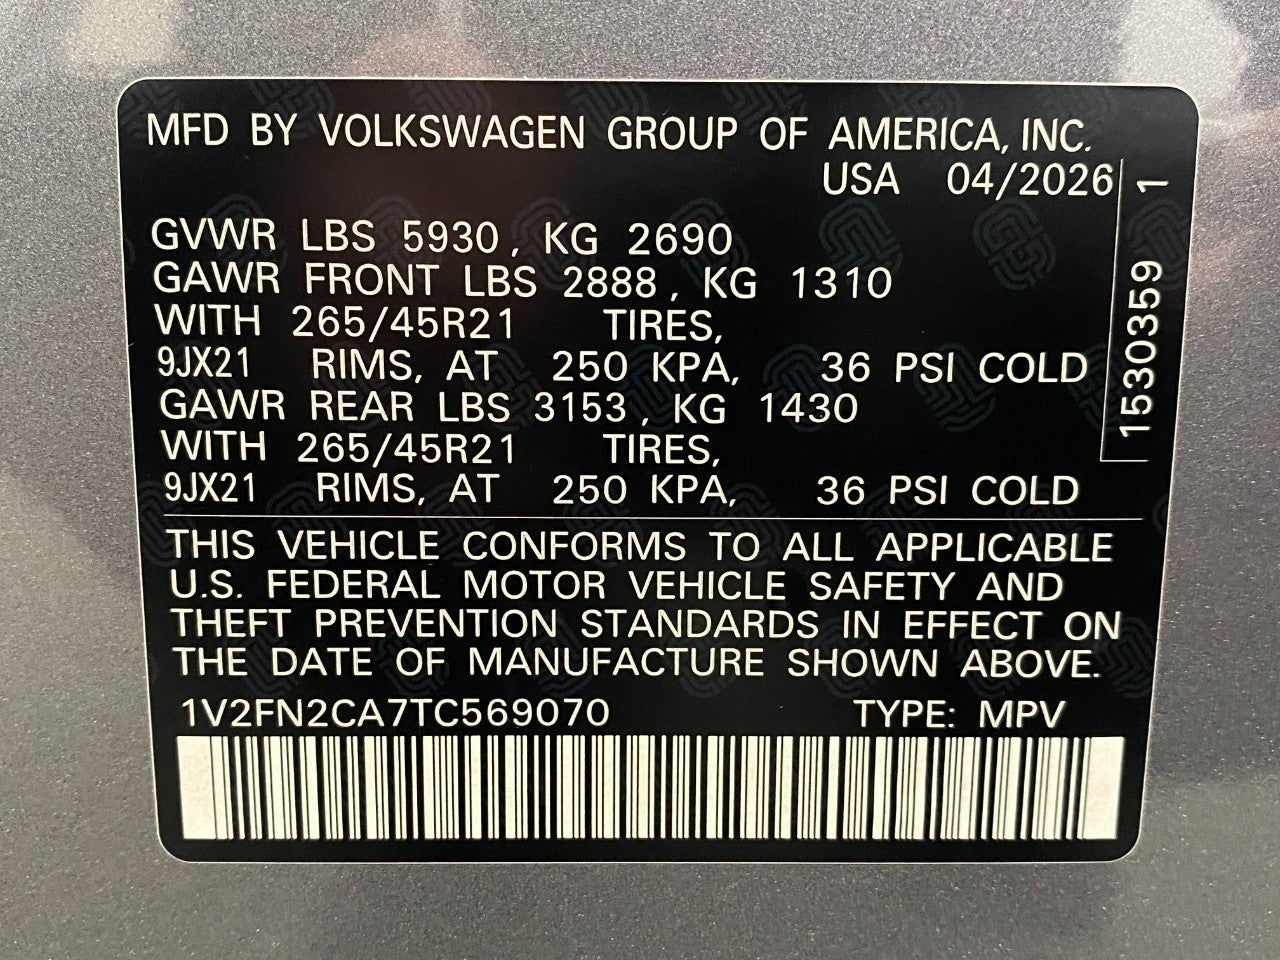 MFD BY VOLKSWAGEN GROUP OF AMERICA, INC.
USA 04/2026
GVWR LBS 5930, KG 2690
GAWR FRONT LBS 2888, KG 1310
WITH 265/45R21 TIRES,
9JX21 RIMS, AT 250 KPA, 36 PSI COLD
GAWR REAR LBS 3153, KG 1430
WITH 265/45R21 TIRES,
9JX21 RIMS, AT 250 KPA, 36 PSI COLD
1530359 1
THIS VEHICLE CONFORMS TO ALL APPLICABLE
U.S. FEDERAL MOTOR VEHICLE SAFETY AND
THEFT PREVENTION STANDARDS IN EFFECT ON
THE DATE OF MANUFACTURE SHOWN ABOVE.
1V2FN2CA7TC569070 TYPE: MPV